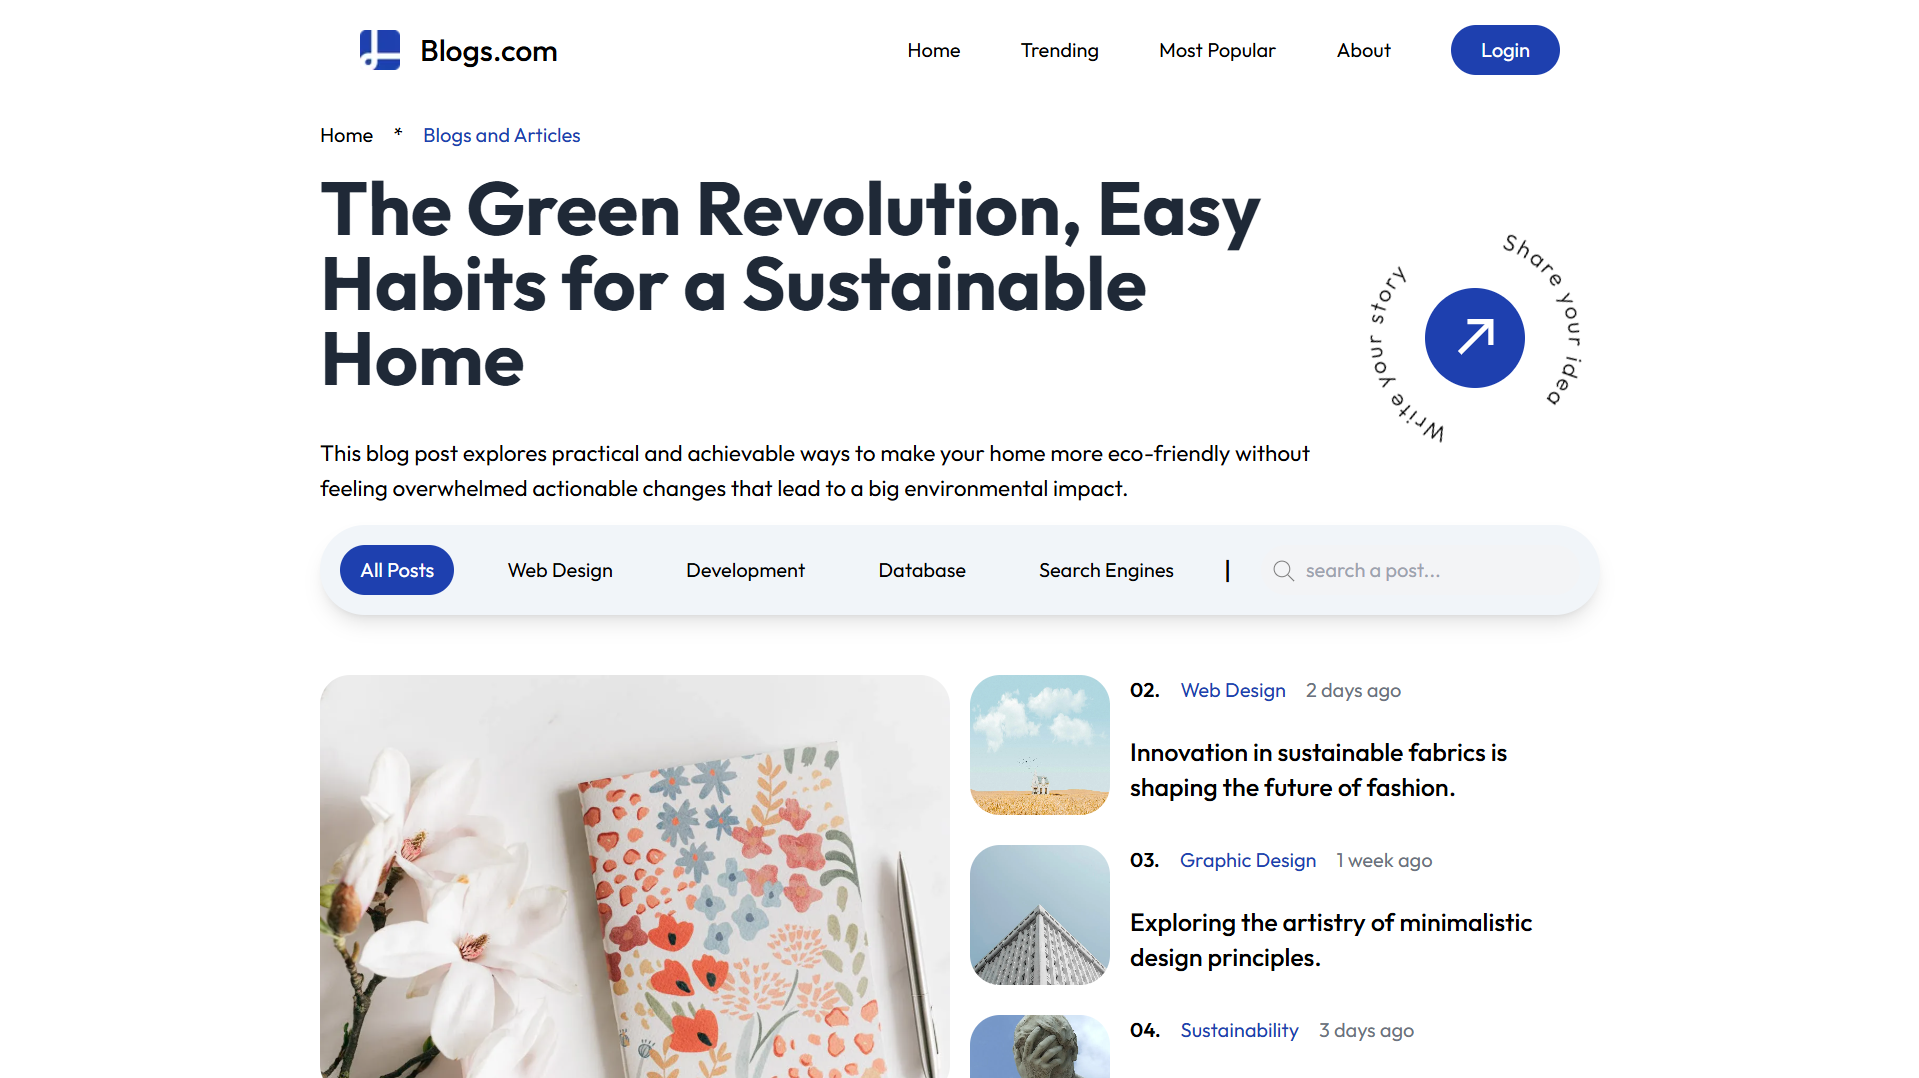 Blogs.com
Home
Trending
Most Popular
About
Login
Home * Blogs and Articles
The Green Revolution, Easy
Habits for a Sustainable
Home
Write your story
Share your idea
This blog post explores practical and achievable ways to make your home more eco-friendly without
feeling overwhelmed actionable changes that lead to a big environmental impact.
All Posts
Web Design
Development
Database
Search Engines
|
search a post...
02. Web Design 2 days ago
Innovation in sustainable fabrics is
shaping the future of fashion.
03. Graphic Design 1 week ago
Exploring the artistry of minimalistic
design principles.
04. Sustainability 3 days ago